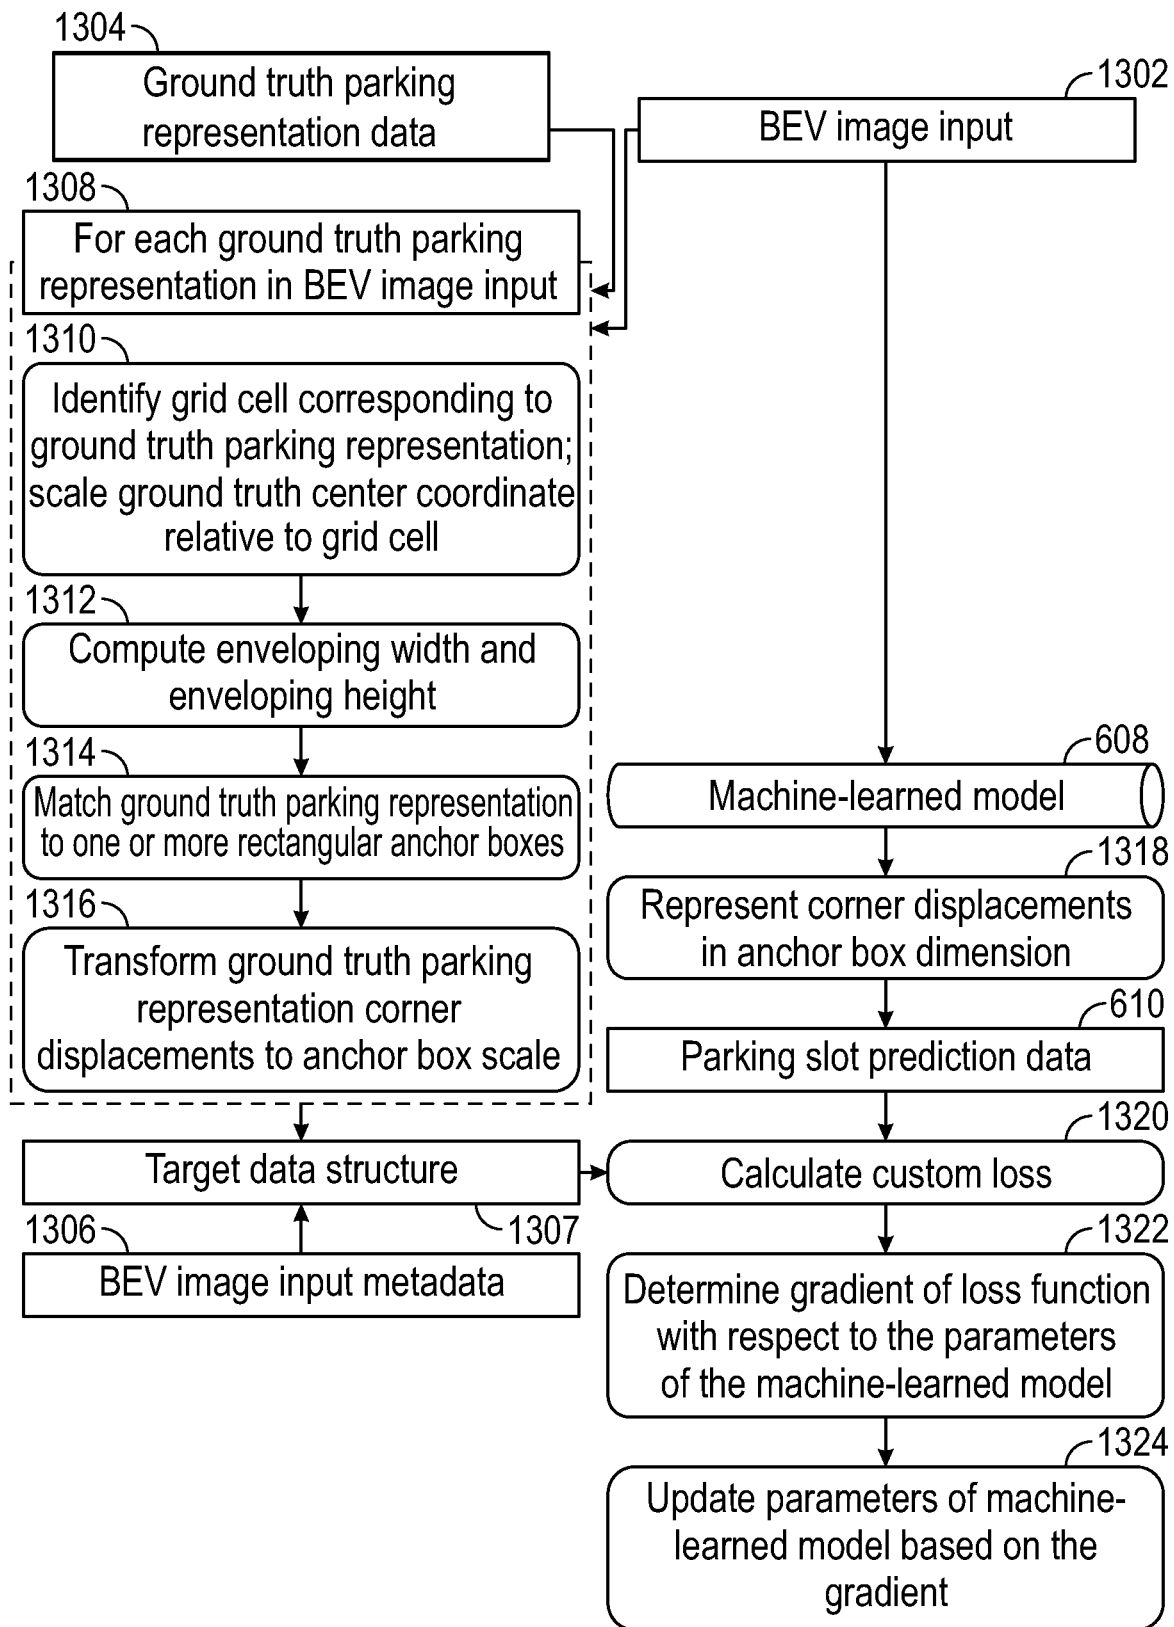 1304
Ground truth parking
representation data
1302
BEV image input
1308
For each ground truth parking
representation in BEV image input
1310
Identify grid cell corresponding to
ground truth parking representation;
scale ground truth center coordinate
relative to grid cell
1312
Compute enveloping width and
enveloping height
1314
Match ground truth parking representation
to one or more rectangular anchor boxes
1316
Transform ground truth parking
representation corner
displacements to anchor box scale
Target data structure
1307
1306
BEV image input metadata
608
Machine-learned model
1318
Represent corner displacements
in anchor box dimension
610
Parking slot prediction data
1320
Calculate custom loss
1322
Determine gradient of loss function
with respect to the parameters
of the machine-learned model
1324
Update parameters of machine-
learned model based on the
gradient